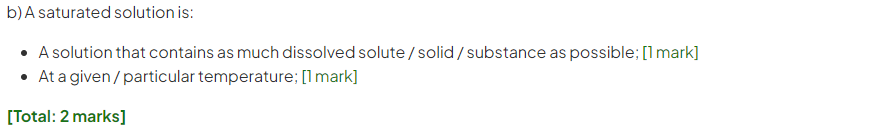 b) A saturated solution is:
• A solution that contains as much dissolved solute / solid / substance as possible; [1 mark]
• At a given / particular temperature; [1 mark]
[Total: 2 marks]